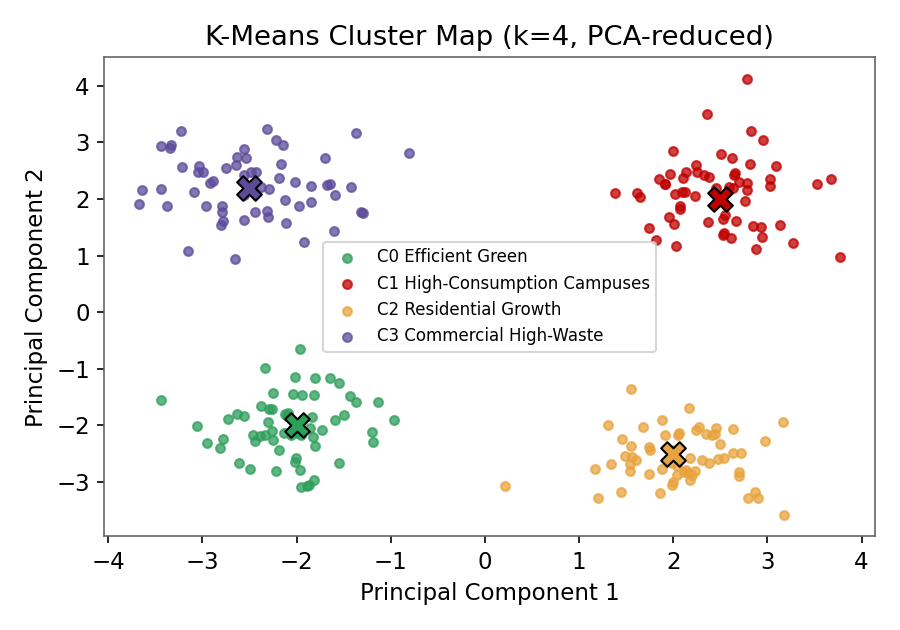 K-Means Cluster Map (k=4, PCA-reduced)
Principal Component 2
4
3
2
1
0
−1
−2
−3
C0 Efficient Green
C1 High-Consumption Campuses
C2 Residential Growth
C3 Commercial High-Waste
−4 −3 −2 −1 0 1 2 3 4
Principal Component 1